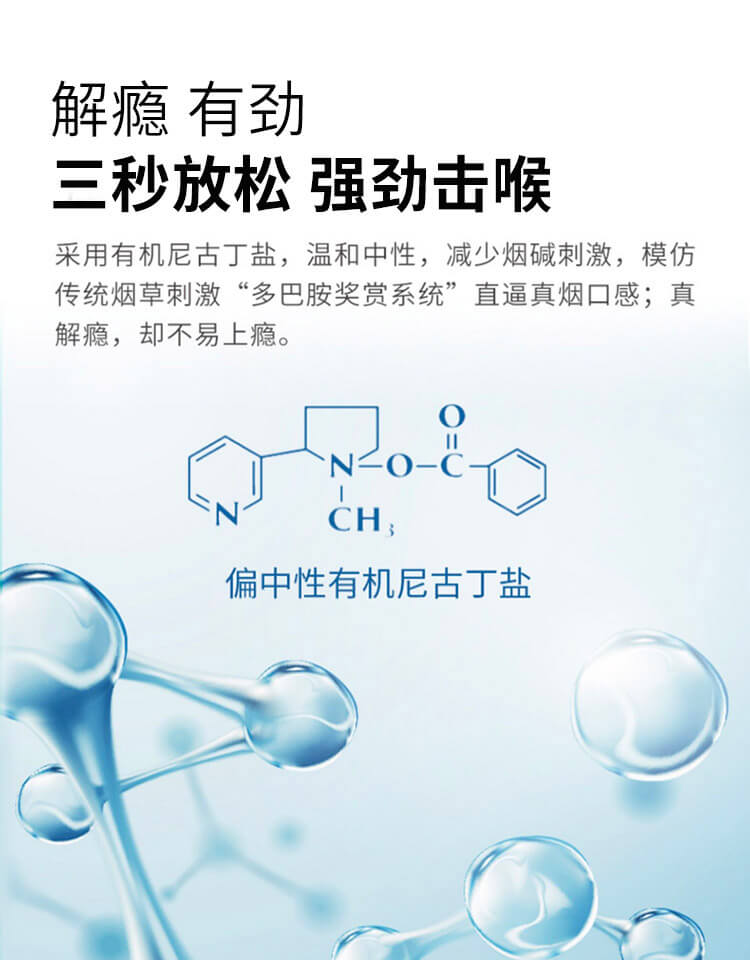 解瘾 有劲
三秒放松 强劲击喉
采用有机尼古丁盐，温和中性，减少烟碱刺激，模仿
传统烟草刺激“多巴胺奖赏系统”直逼真烟口感；真
解瘾，却不易上瘾。
O
N O C
N
CH3
偏中性有机尼古丁盐